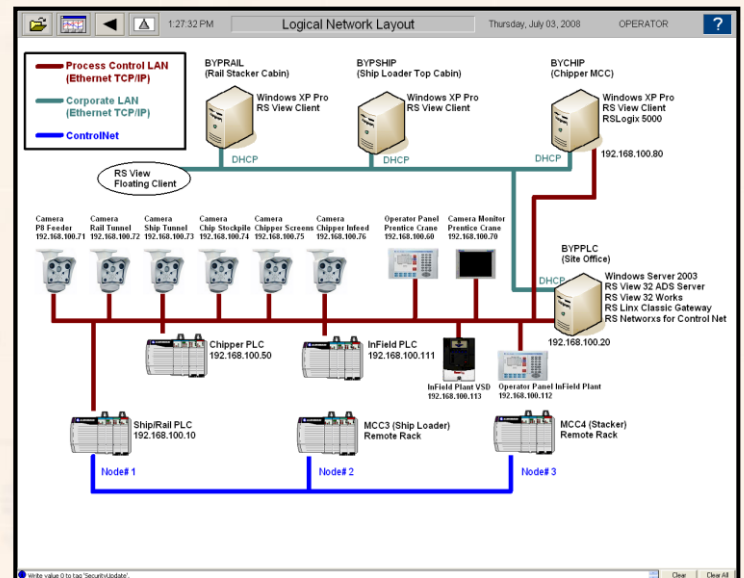 1:27:32 PM
Logical Network Layout
Thursday, July 03, 2008
OPERATOR
?
Process Control LAN
(Ethernet TCP/IP)
Corporate LAN
(Ethernet TCP/IP)
ControlNet
BYPRAIL
(Rail Stacker Cabin)
Windows XP Pro
RS View Client
DHCP
BYPSHIP
(Ship Loader Top Cabin)
Windows XP Pro
RS View Client
DHCP
BYCHIP
(Chipper MCC)
Windows XP Pro
RS View Client
RSLogix 5000
DHCP
192.168.100.80
RS View
Floating Client
Camera
P8 Feeder
192.168.100.71
Camera
Rail Tunnel
192.168.100.72
Camera
Ship Tunnel
192.168.100.73
Camera
Chip Stockpile
192.168.100.74
Camera
Chipper Screens
192.168.100.75
Camera
Chipper Infeed
192.168.100.76
Operator Panel
Prentice Crane
192.168.100.60
Camera Monitor
Prentice Crane
192.168.100.70
BYPPLC
(Site Office)
DHCP
Windows Server 2003
RS View 32 ADS Server
RS View 32 Works
RS Linx Classic Gateway
RS Networxs for Control Net
192.168.100.20
Chipper PLC
192.168.100.50
InField PLC
192.168.100.111
InField Plant VSD
192.168.100.113
Operator Panel InField Plant
192.168.100.112
Ship/Rail PLC
192.168.100.10
MCC3 (Ship Loader)
Remote Rack
MCC4 (Stacker)
Remote Rack
Node# 1
Node# 2
Node# 3
Write value 0 to tag 'SecurityUpdate'.
Clear
Clear All